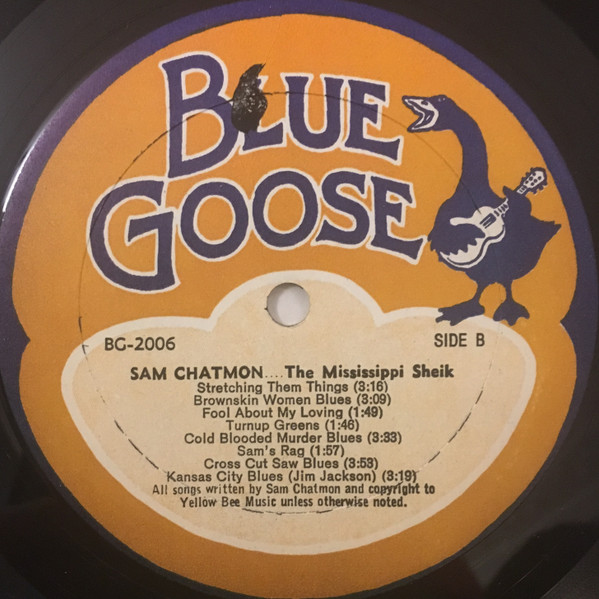 BLUE
GOOSE
BG-2006
SIDE B
SAM CHATMON....The Mississippi Sheik
Stretching Them Things (3:16)
Brownskin Women Blues (3:09)
Fool About My Loving (1:49)
Turnup Greens (1:46)
Cold Blooded Murder Blues (3:33)
Sam's Rag (1:57)
Cross Cut Saw Blues (3:53)
Kansas City Blues (Jim Jackson) (3:19)
All songs written by Sam Chatmon and copyright to
Yellow Bee Music unless otherwise noted.